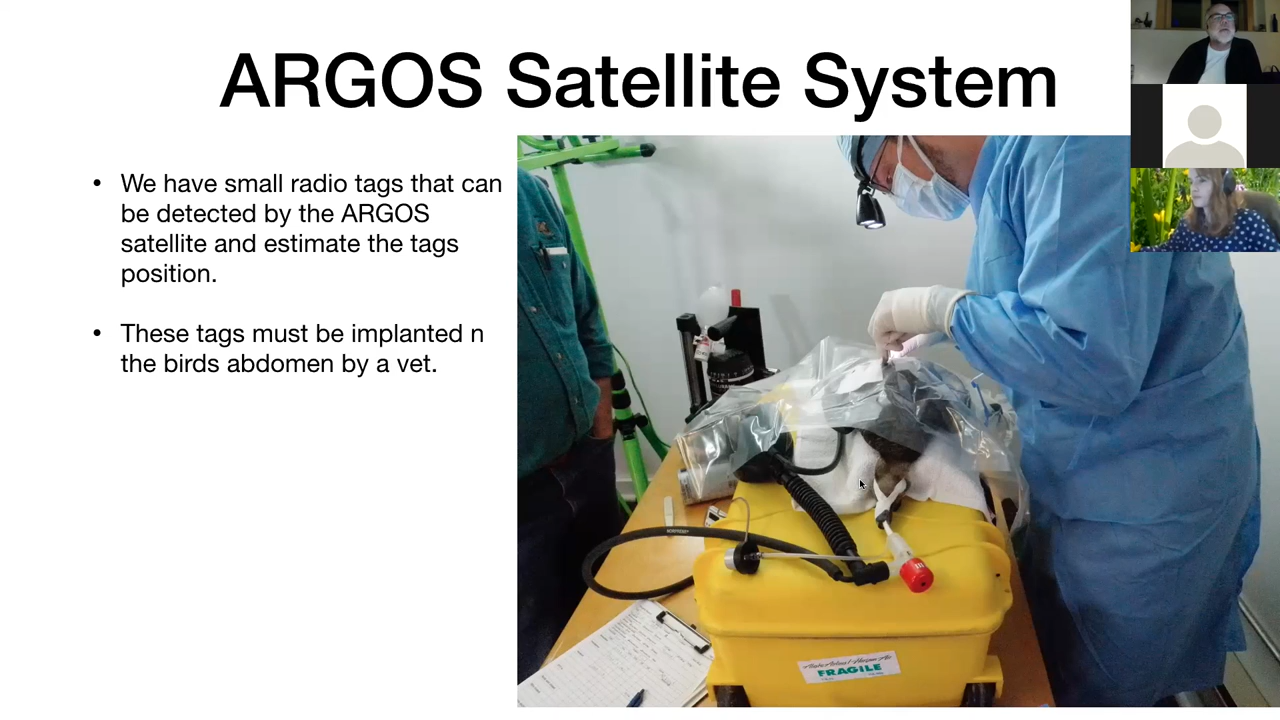 ARGOS Satellite System
• We have small radio tags that can
be detected by the ARGOS
satellite and estimate the tags
position.
• These tags must be implanted n
the birds abdomen by a vet.
FRAGILE